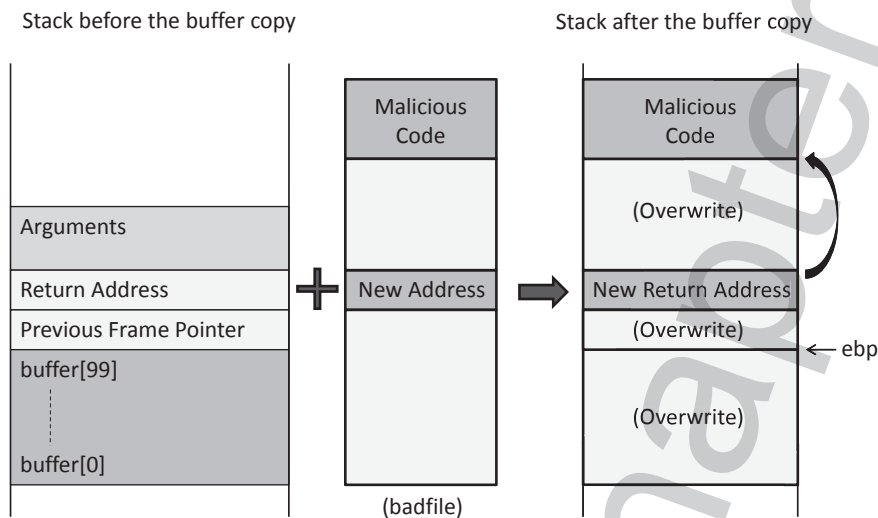 Stack before the buffer copy
Stack after the buffer copy
Arguments
Return Address
Previous Frame Pointer
buffer[99]
buffer[0]
Malicious
Code
New Address
(badfile)
Malicious
Code
(Overwrite)
New Return Address
(Overwrite)
ebp
(Overwrite)